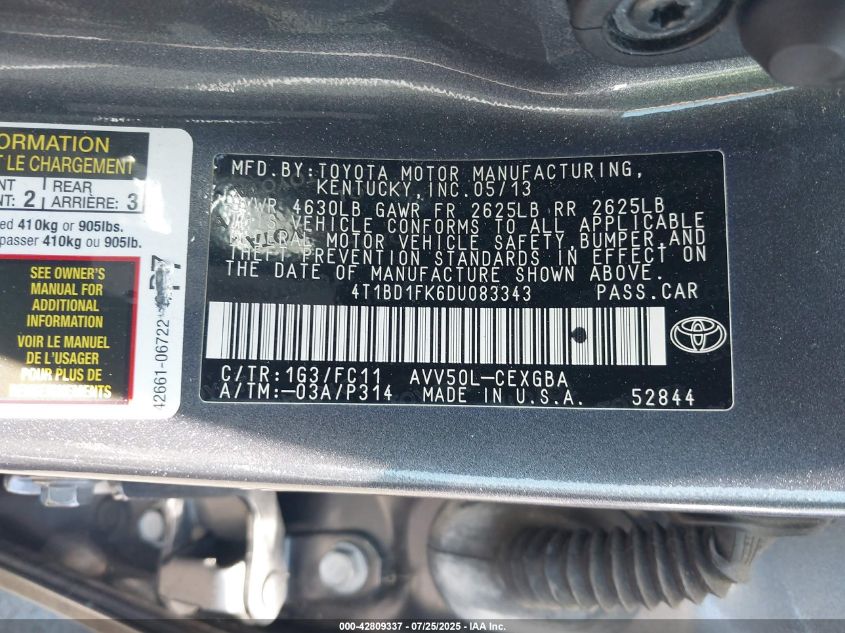 FORMATION
T LE CHARGEMENT
NT 2 REAR
NT: ARRIÈRE: 3
ed 410kg or 905lbs.
passer 410kg ou 905lb.
SEE OWNER'S
MANUAL FOR
ADDITIONAL
INFORMATION
VOIR LE MANUEL
DE L'USAGER
POUR PLUS DE
RENSEIGNEMENTS
42661-06722
MFD.BY:TOYOTA MOTOR MANUFACTURING,
KENTUCKY,INC.05/13
GVWR 4630LB GAWR FR 2625LB RR 2625LB
THIS VEHICLE CONFORMS TO ALL APPLICABLE
FEDERAL MOTOR VEHICLE SAFETY,BUMPER,AND
THEFT PREVENTION STANDARDS IN EFFECT ON
THE DATE OF MANUFACTURE SHOWN ABOVE.
4T1BD1FK6DU083343 PASS.CAR
C/TR:1G3/FC11 AVV50L-CEXGBA
A/TM:-03A/P314 MADE IN U.S.A. 52844
000-42809337 - 07/25/2025 - IAA Inc.